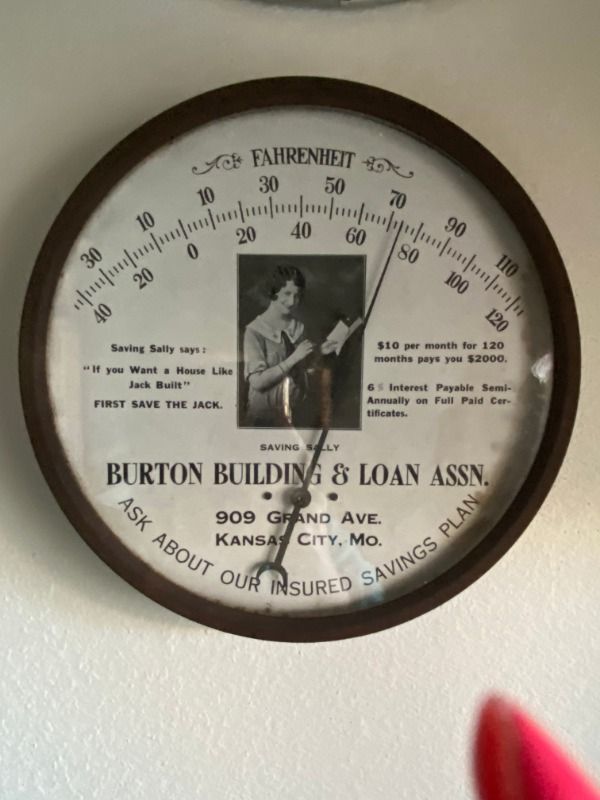 FAHRENHEIT
30 10 10 30 50 70 90 110
40 20 0 20 40 60 80 100 120
Saving Sally says:
"If you Want a House Like
Jack Built"
FIRST SAVE THE JACK.
$10 per month for 120
months pays you $2000.
6% Interest Payable Semi-
Annually on Full Paid Cer-
tificates.
SAVING SALLY
BURTON BUILDING & LOAN ASSN.
909 GRAND AVE.
KANSAS CITY, MO.
ASK ABOUT OUR INSURED SAVINGS PLAN